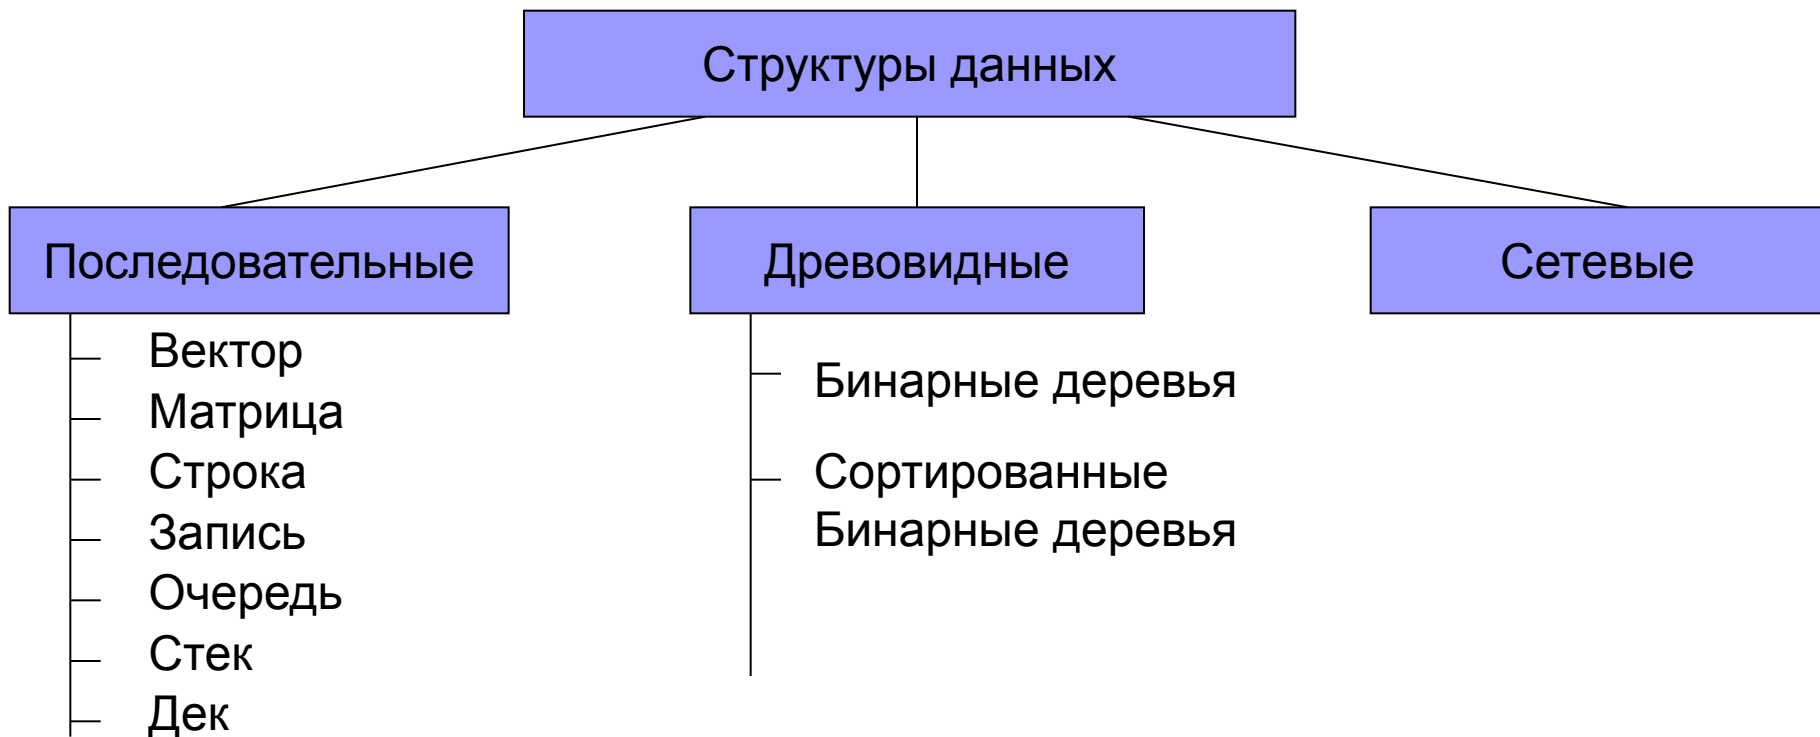 Структуры данных
Последовательные
Древовидные
Сетевые
Вектор
Матрица
Строка
Запись
Очередь
Стек
Дек
Бинарные деревья
Сортированные
Бинарные деревья